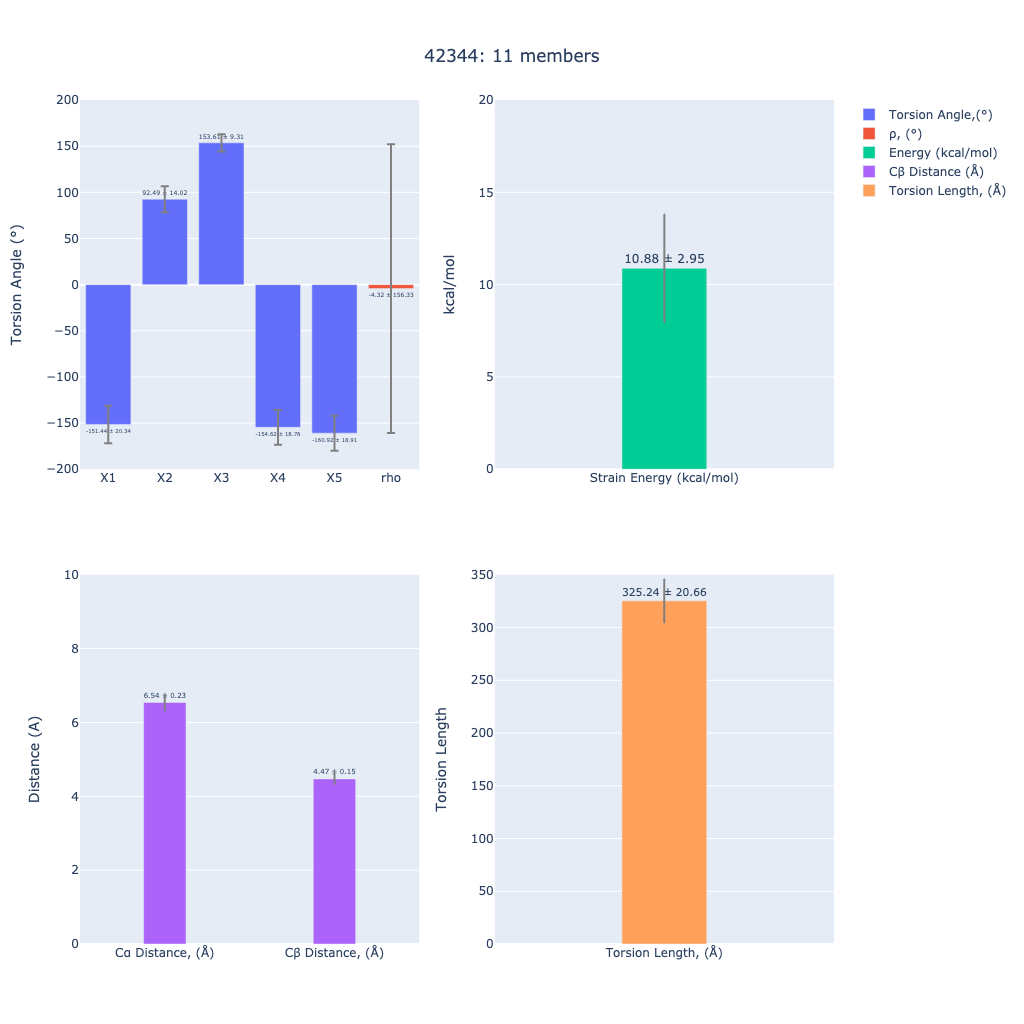 42344: 11 members
Torsion Angle (°)
200
150
100
50
0
−50
−100
−150
−200
-151.44 ± 20.34
92.49 ± 14.02
153.61 ± 9.31
-154.62 ± 18.76
-160.92 ± 18.91
-4.32 ± 156.33
X1 X2 X3 X4 X5 rho
kcal/mol
20
15
10
5
0
10.88 ± 2.95
Strain Energy (kcal/mol)
Torsion Angle,(°)
ρ, (°)
Energy (kcal/mol)
Cβ Distance (Å)
Torsion Length, (Å)
Distance (A)
10
8
6
4
2
0
6.54 ± 0.23
4.47 ± 0.15
Cα Distance, (Å) Cβ Distance, (Å)
Torsion Length
350
300
250
200
150
100
50
0
325.24 ± 20.66
Torsion Length, (Å)